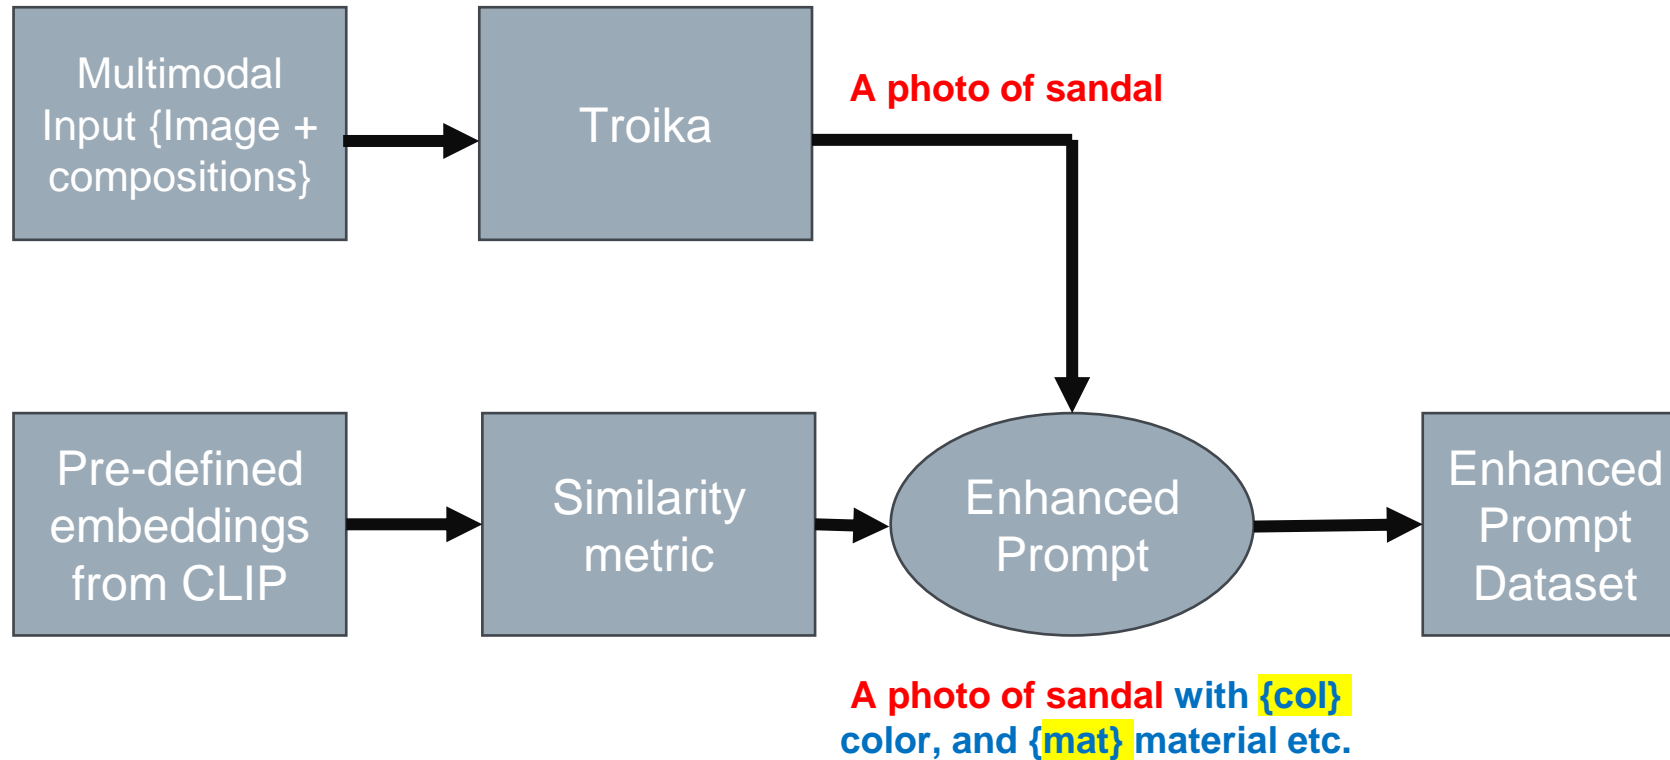 Multimodal
Input {Image +
compositions}
Troika
A photo of sandal
Pre-defined
embeddings
from CLIP
Similarity
metric
Enhanced
Prompt
Enhanced
Prompt
Dataset
A photo of sandal with {col}
color, and {mat} material etc.